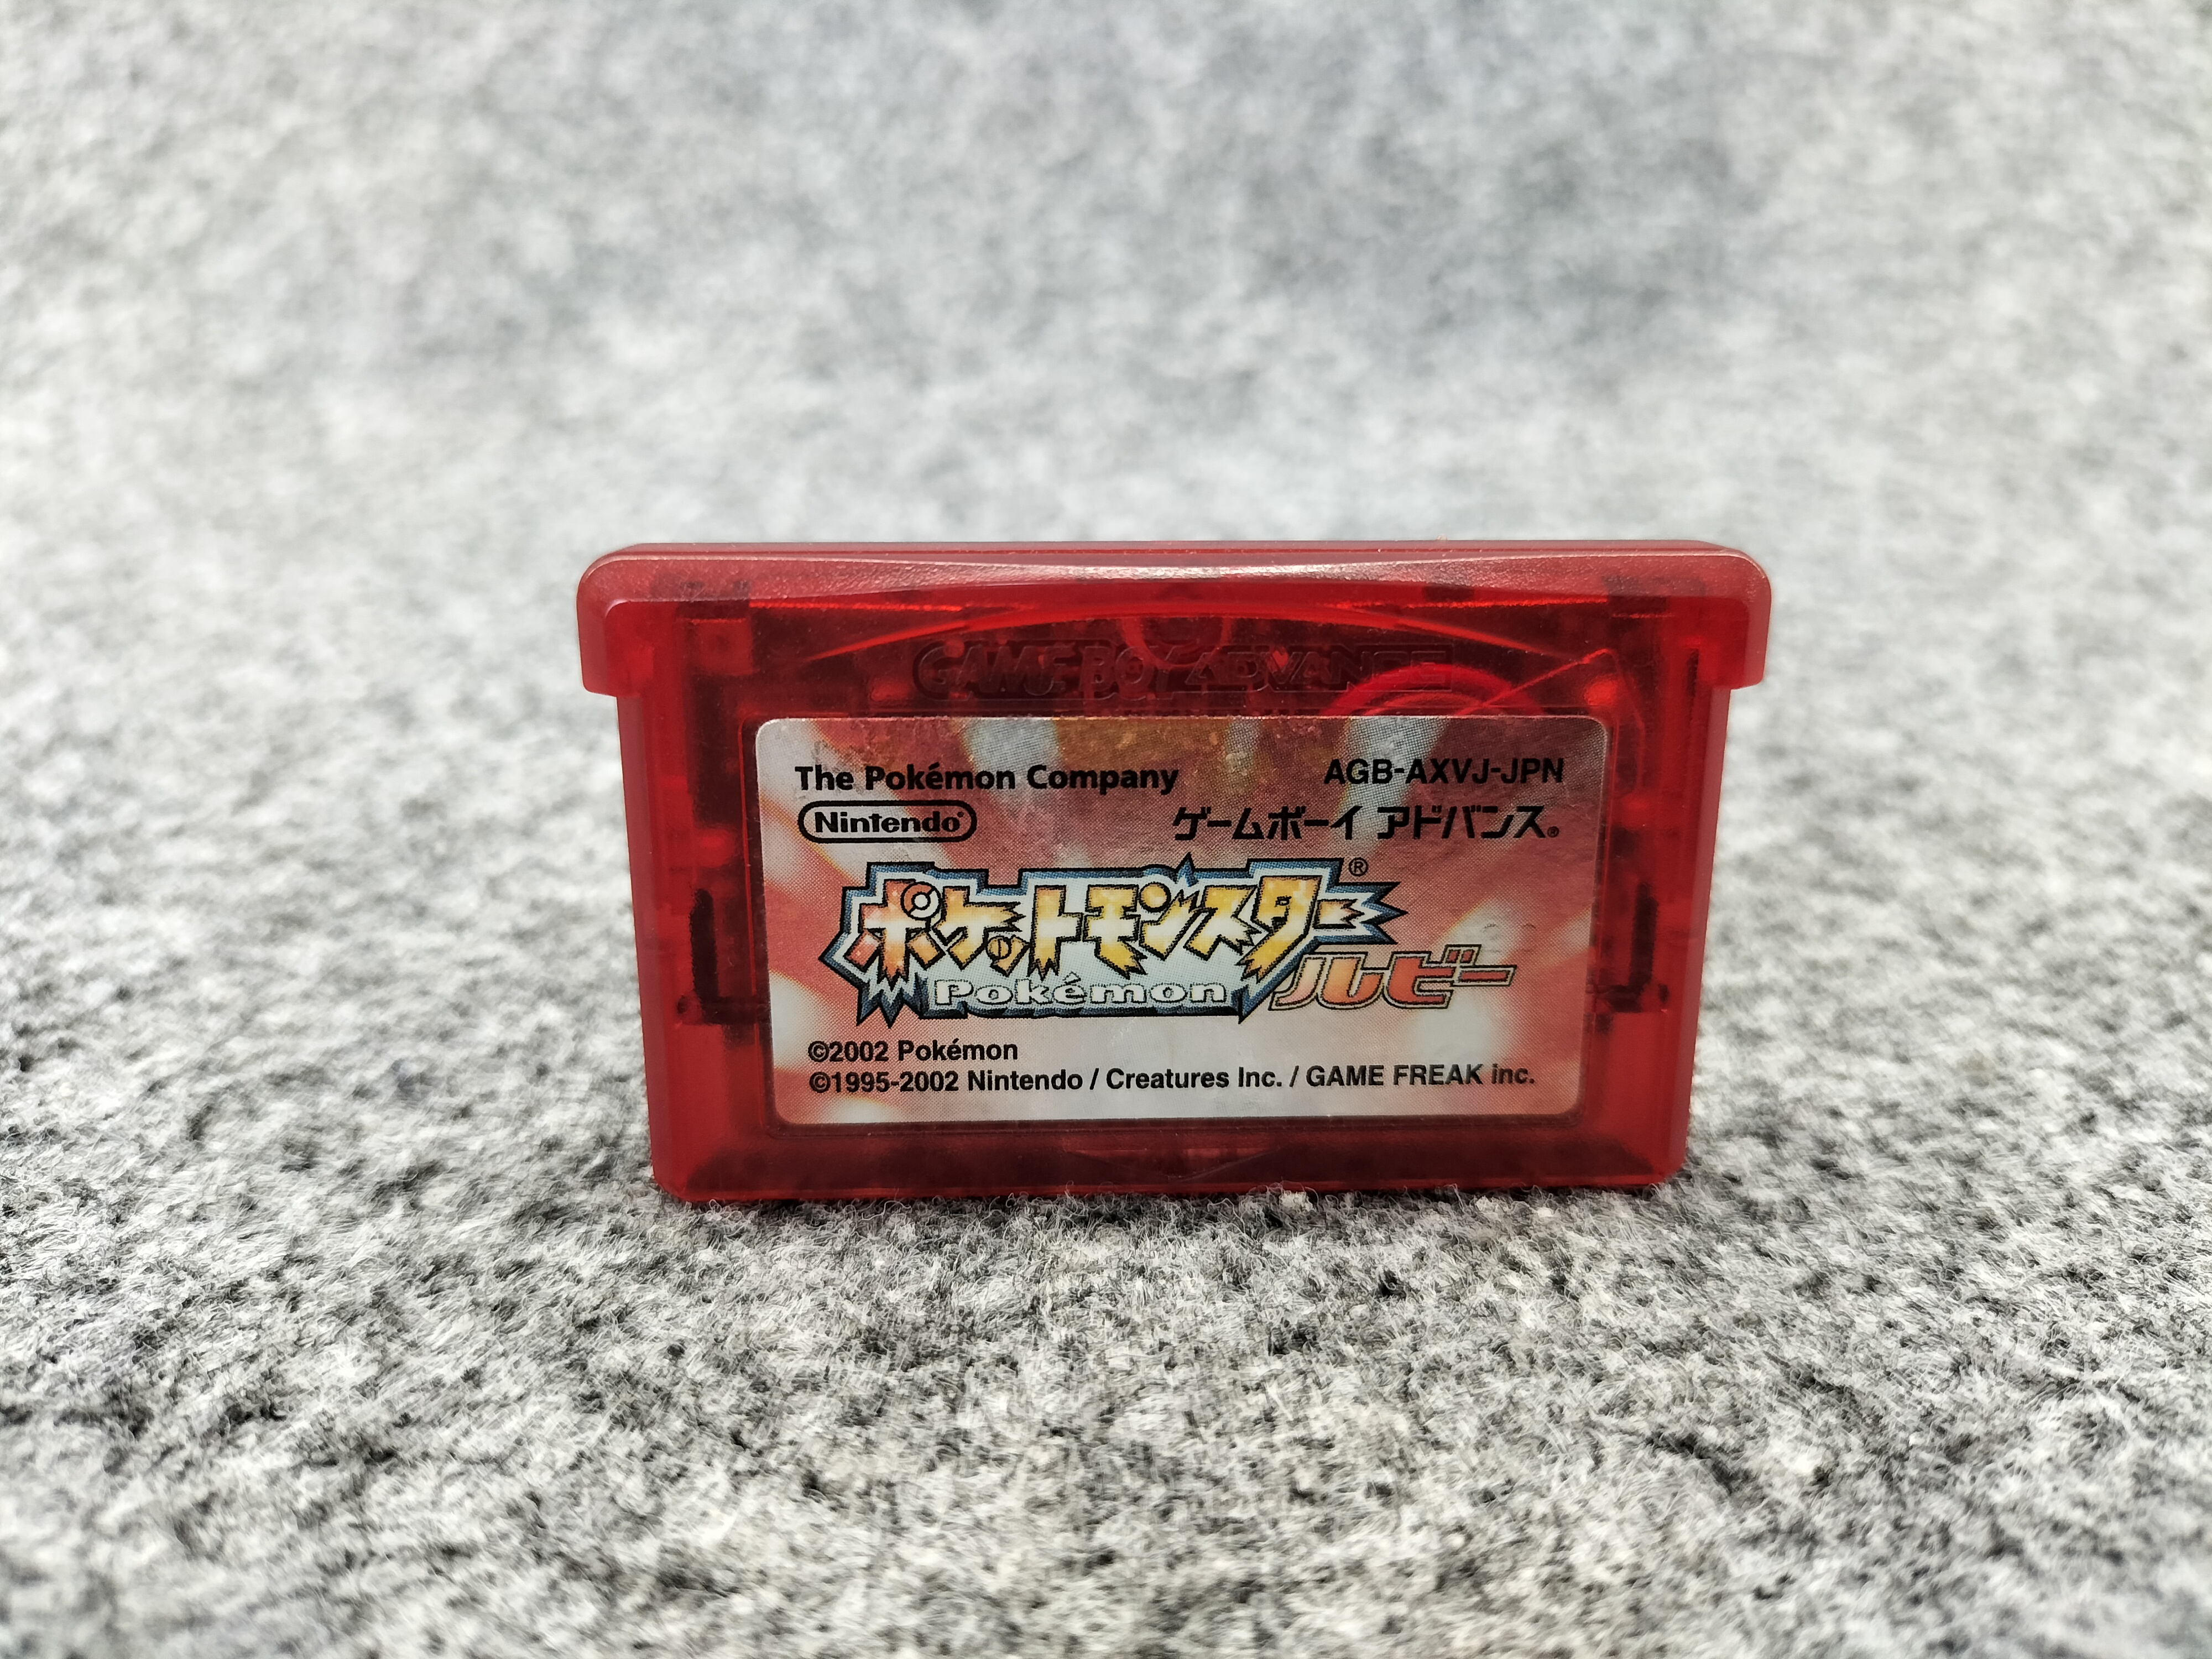 GAME BOY ADVANCE
The Pokémon Company
AGB-AXVJ-JPN
Nintendo®
ゲームボーイ アドバンス®
ポケットモンスター®
Pokémon ルビー
©2002 Pokémon
©1995-2002 Nintendo / Creatures Inc. / GAME FREAK inc.